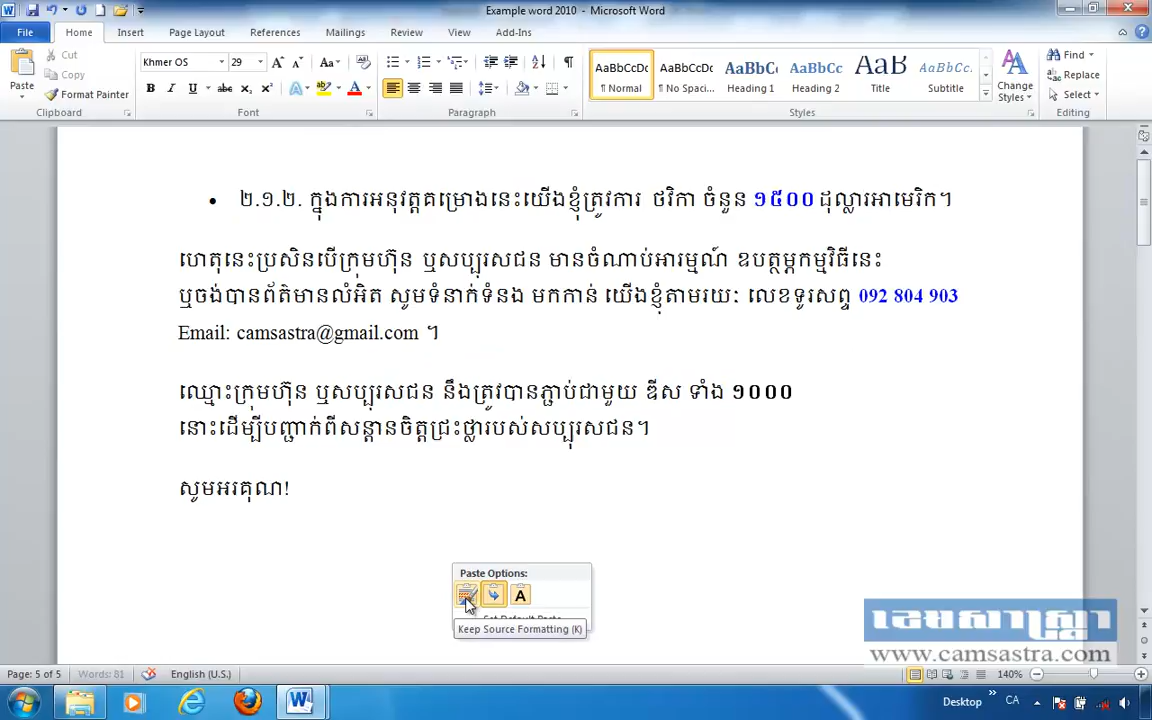 Example word 2010 - Microsoft Word
File Home Insert Page Layout References Mailings Review View Add-Ins
Paste Cut Copy Format Painter
Khmer OS 29
AaBbCcDc AaBbCcDc AaBbC AaBbCc AaB AaBbCc.
¶ Normal ¶ No Spaci... Heading 1 Heading 2 Title Subtitle
Change Styles
Find Replace Select
Clipboard Font Paragraph Styles Editing
• ២.១.២. ក្នុងការអនុវត្តគម្រោងនេះយើងខ្ញុំត្រូវការ ថវិកា ចំនួន ១៥០០ ដុល្លារអាមេរិក។
ហេតុនេះប្រសិនបើក្រុមហ៊ុន ឬសប្បុរសជន មានចំណាប់អារម្មណ៍ ឧបត្ថម្ភកម្មវិធីនេះ
ឬចង់បានព័ត៌មានលំអិត សូមទំនាក់ទំនង មកកាន់ យើងខ្ញុំតាមរយៈ លេខទូរសព្ទ 092 804 903
Email: camsastra@gmail.com ។
ឈ្មោះក្រុមហ៊ុន ឬសប្បុរសជន នឹងត្រូវបានភ្ជាប់ជាមួយ ឌីស ទាំង ១០០០
នោះដើម្បីបញ្ជាក់ពីសន្តានចិត្តជ្រះថ្លារបស់សប្បុរសជន។
សូមអរគុណ!
Paste Options:
Keep Source Formatting (K)
ខេមសាស្ត្រា
www.camsastra.com
Page: 5 of 5 Words: 81 English (U.S.) 140%
Desktop CA